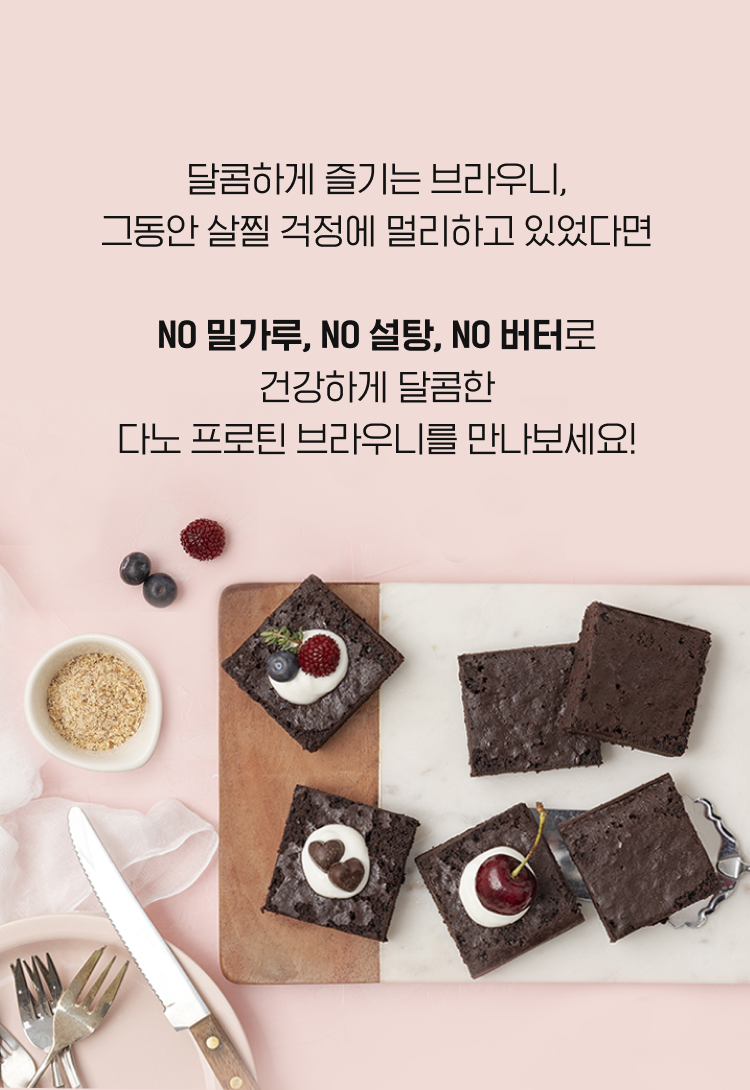 달콤하게 즐기는 브라우니,
그동안 살찔 걱정에 멀리하고 있었다면
NO 밀가루, NO 설탕, NO 버터로
건강하게 달콤한
다노 프로틴 브라우니를 만나보세요!